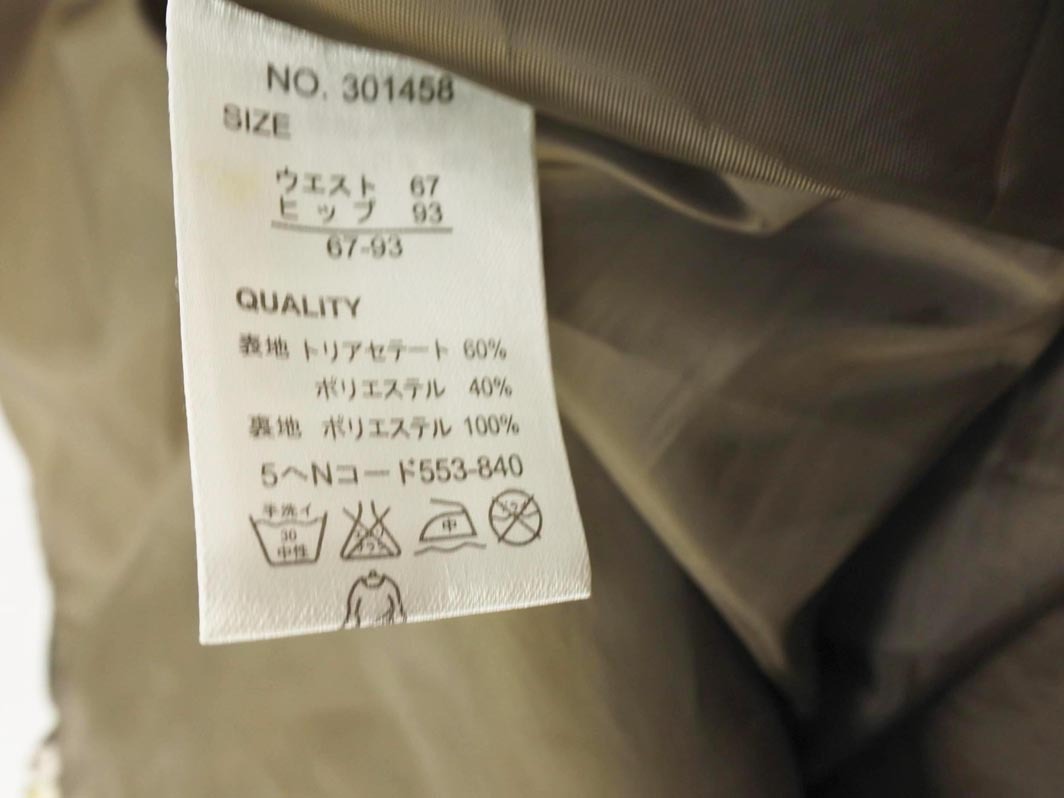 NO. 301458
SIZE
ウエスト 67
ヒップ 93
67-93
QUALITY
表地 トリアセテート 60%
ポリエステル 40%
裏地 ポリエステル 100%
5ヘNコード553-840
手洗イ
30
中性
中